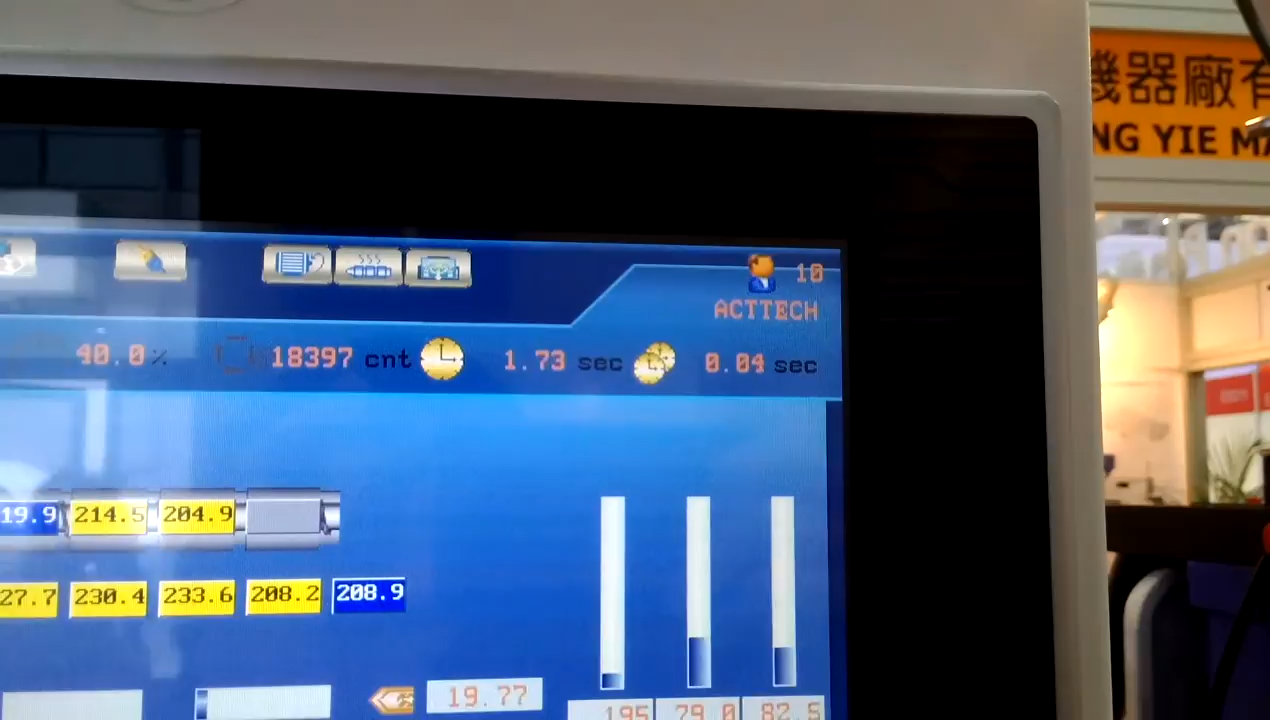 機器廠有
NG YIE MA
10
ACTTECH
40.0% 18397 cnt 1.73 sec 0.04 sec
19.9 214.5 204.9
27.7 230.4 233.6 208.2 208.9
19.77
195 79.0 82.5